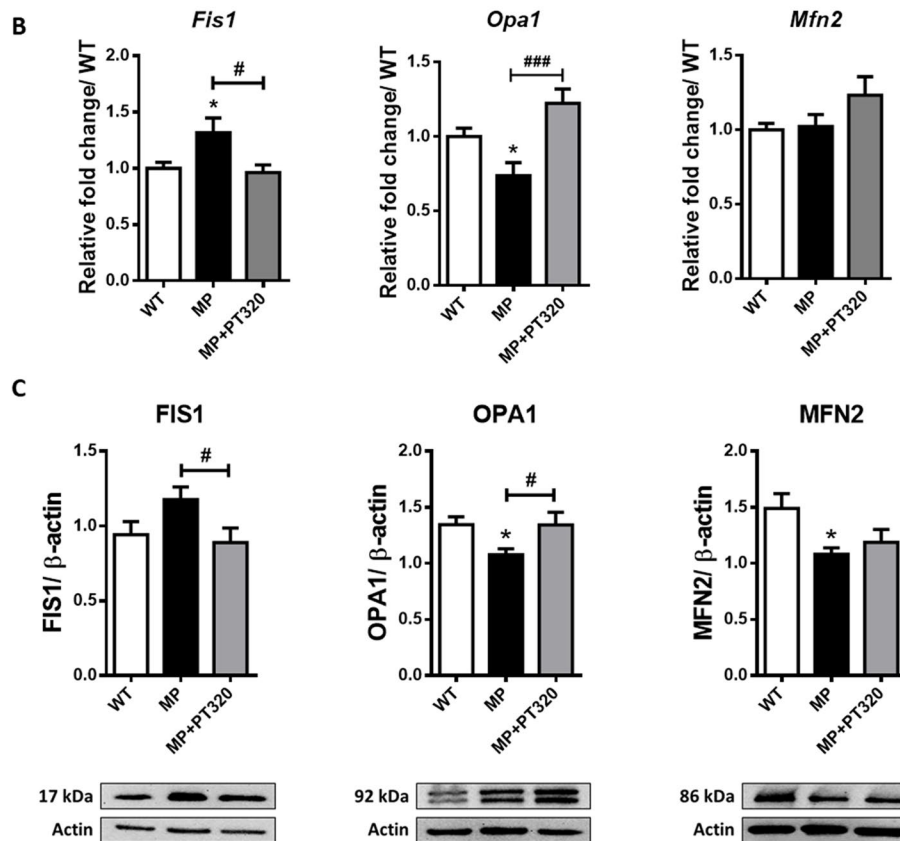 B
Fis1
Relative fold change/ WT
2.0
1.5
1.0
0.5
0.0
#
*
WT
MP
MP+PT320
Opa1
Relative fold change/ WT
1.5
1.0
0.5
0.0
###
*
WT
MP
MP+PT320
Mfn2
Relative fold change/ WT
1.5
1.0
0.5
0.0
WT
MP
MP+PT320
C
FIS1
FIS1/ β-actin
1.5
1.0
0.5
0.0
#
WT
MP
MP+PT320
17 kDa
Actin
OPA1
OPA1/ β-actin
2.0
1.5
1.0
0.5
0.0
#
*
WT
MP
MP+PT320
92 kDa
Actin
MFN2
MFN2/ β-actin
2.0
1.5
1.0
0.5
0.0
*
WT
MP
MP+PT320
86 kDa
Actin